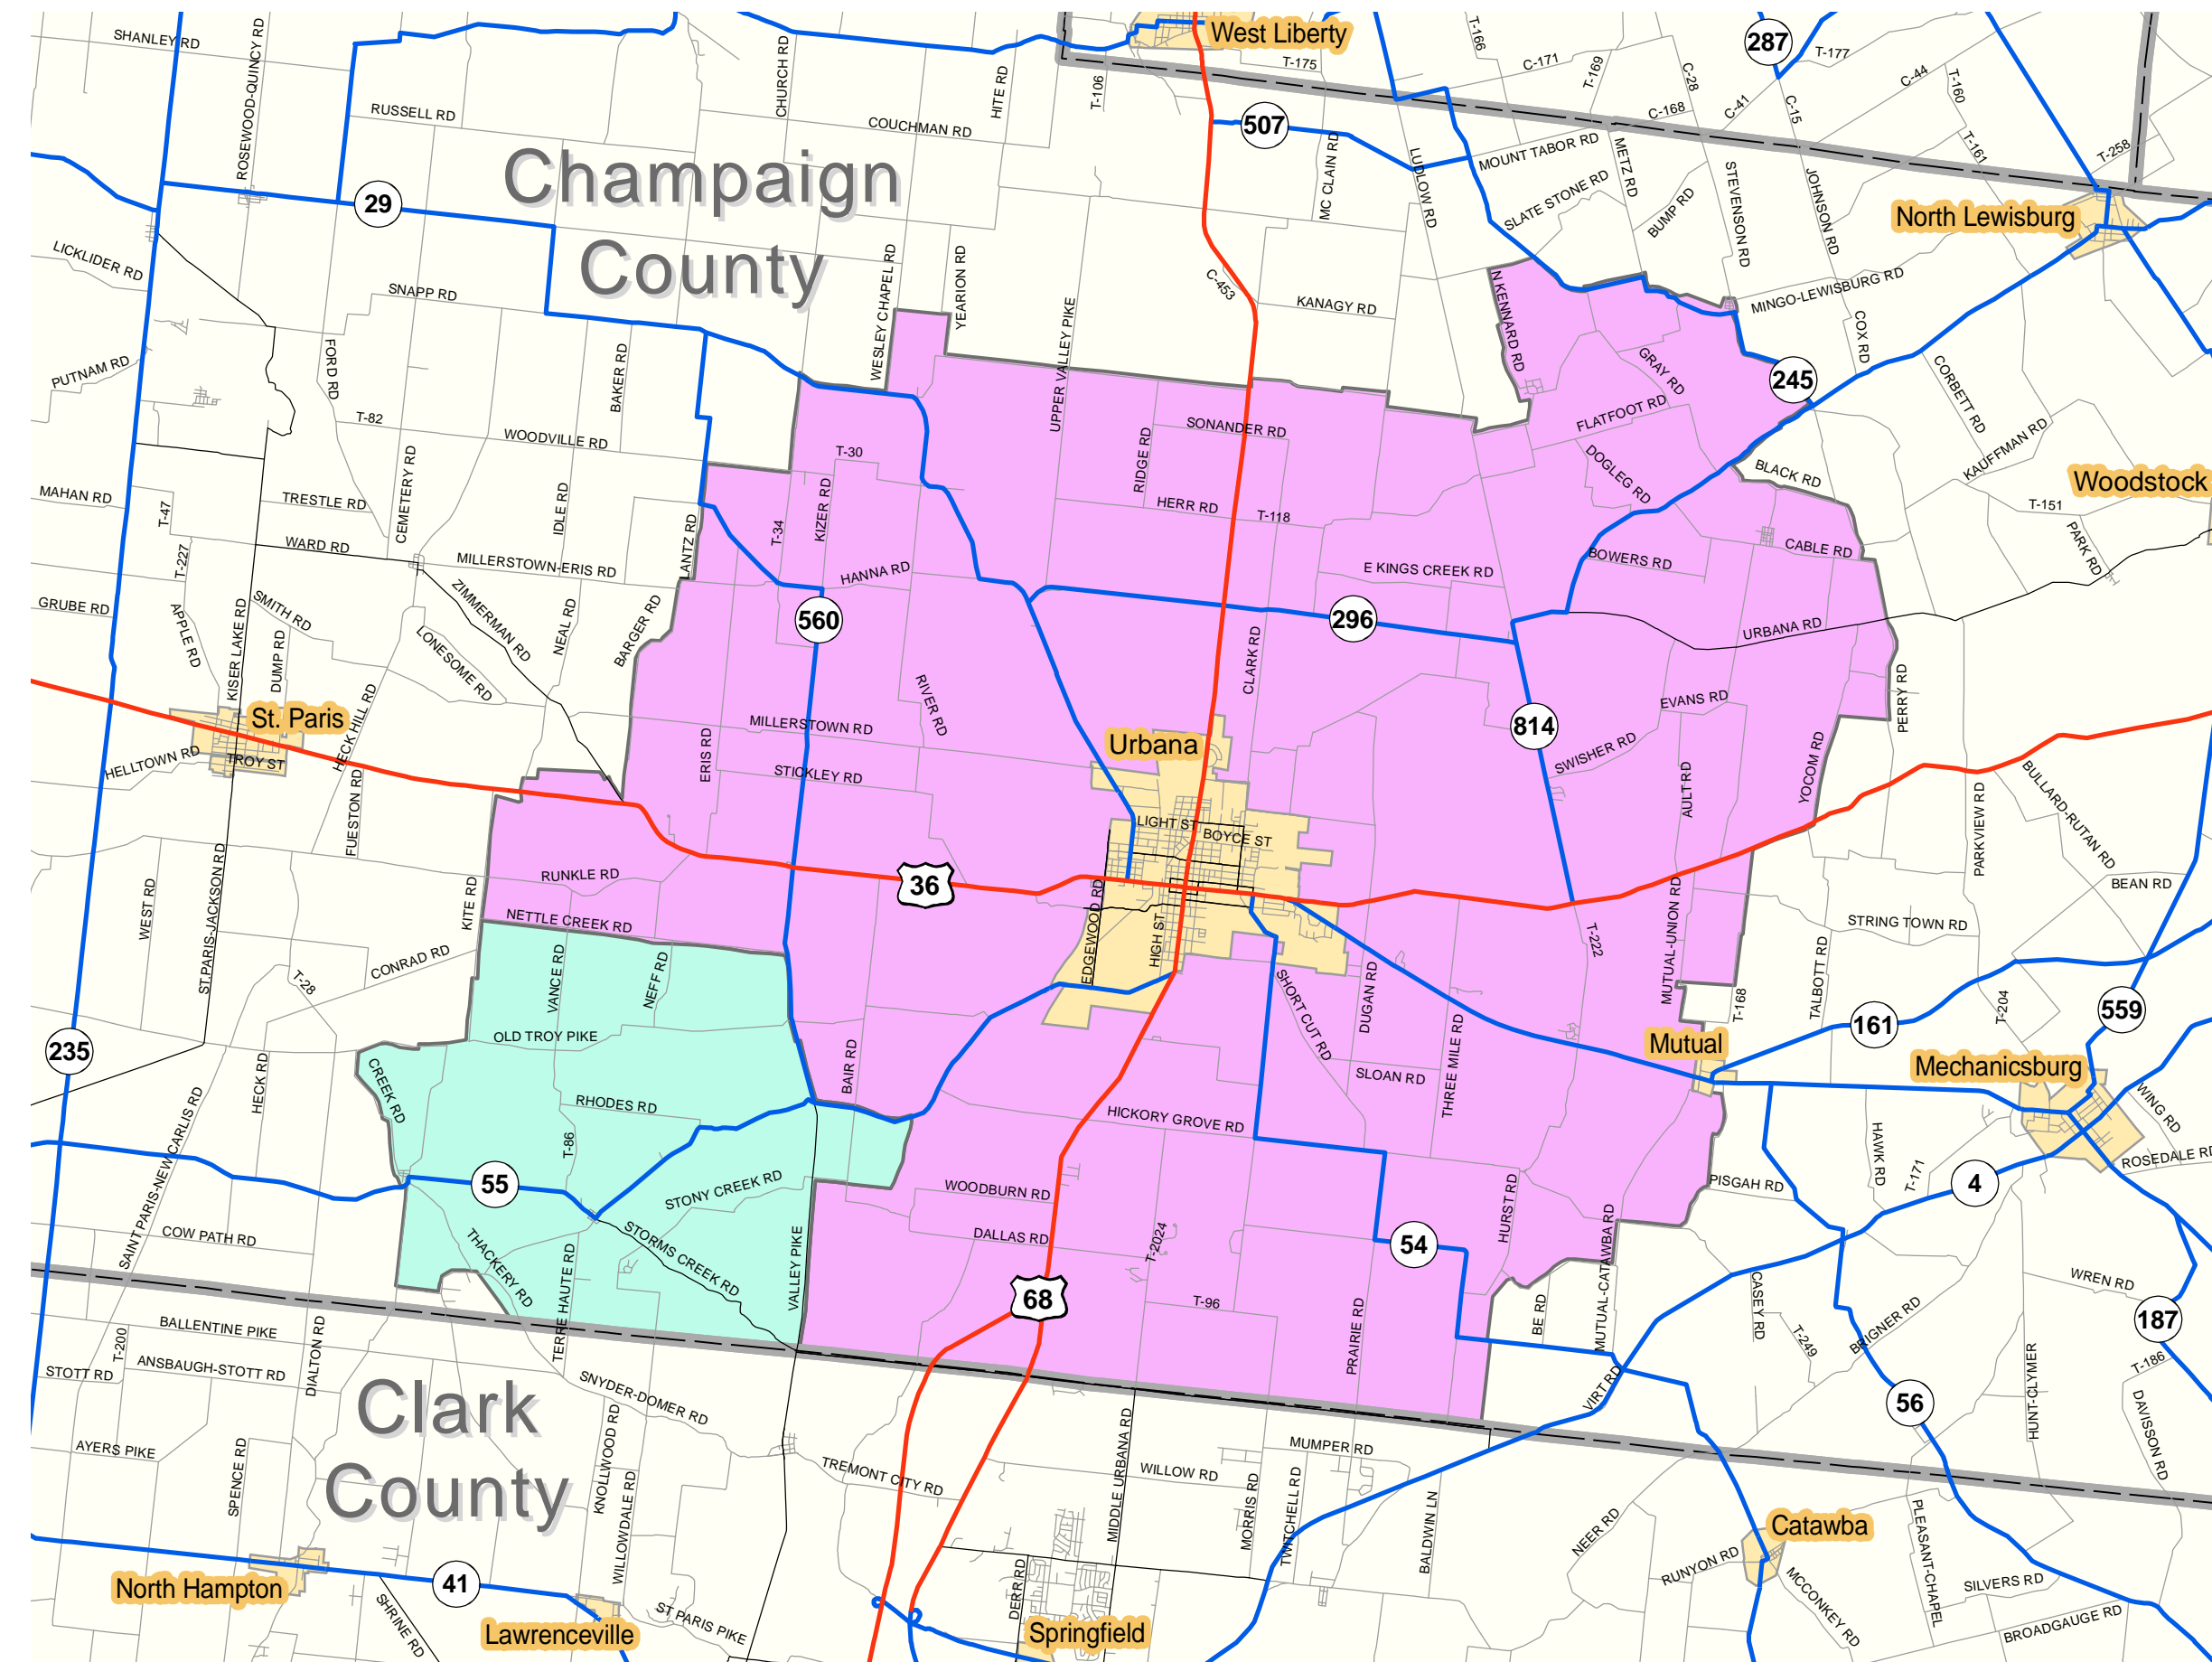 West Liberty
SHANLEY RD
ROSEWOOD-QUINCY RD
CHURCH RD
HITE RD
T-106
T-175
T-166
C-171
T-169
C-28
287
T-177
C-44
T-160
RUSSELL RD
COUCHMAN RD
507
MC CLAIN RD
C-168
C-41
C-15
T-161
T-258
MOUNT TABOR RD
METZ RD
LUDLOW RD
Champaign
County
29
SLATE STONE RD
BUMP RD
STEVENSON RD
JOHNSON RD
North Lewisburg
LICKLIDER RD
SNAPP RD
WESLEY CHAPEL RD
YEARION RD
C-453
UPPER VALLEY PIKE
KANAGY RD
N KENNARD RD
MINGO-LEWISBURG RD
COX RD
PUTNAM RD
FORD RD
BAKER RD
GRAY RD
245
CORBETT RD
T-82
WOODVILLE RD
T-30
RIDGE RD
SONANDER RD
FLATFOOT RD
KAUFFMAN RD
MAHAN RD
T-47
TRESTLE RD
CEMETERY RD
IDLE RD
T-34
KIZER RD
HERR RD
T-118
DOGLEG RD
BLACK RD
Woodstock
T-151
PARK RD
T-227
WARD RD
MILLERSTOWN-ERIS RD
LANTZ RD
HANNA RD
E KINGS CREEK RD
BOWERS RD
CABLE RD
GRUBE RD
APPLE RD
KISER LAKE RD
SMITH RD
DUMP RD
ZIMMERMAN RD
LONESOME RD
NEAL RD
BARGER RD
560
296
URBANA RD
St. Paris
HECK HILL RD
RIVER RD
CLARK RD
EVANS RD
PERRY RD
MILLERSTOWN RD
814
HELLTOWN RD
TROY ST
ERIS RD
STICKLEY RD
Urbana
SWISHER RD
AULT RD
YOCOM RD
BULLARD-RUTAN RD
FUESTON RD
PARKVIEW RD
LIGHT ST
BOYCE ST
WEST RD
ST.PARIS-JACKSON RD
KITE RD
RUNKLE RD
36
BEAN RD
NETTLE CREEK RD
EDGEWOOD RD
HIGH ST
T-222
MUTUAL-UNION RD
STRING TOWN RD
CONRAD RD
T-28
VANCE RD
NEFF RD
SHORT CUT RD
DUGAN RD
T-168
TALBOTT RD
T-204
559
235
OLD TROY PIKE
161
HECK RD
CREEK RD
BAIR RD
THREE MILE RD
SLOAN RD
Mutual
Mechanicsburg
RHODES RD
HICKORY GROVE RD
WING RD
SAINT PARIS-NEW CARLIS RD
T-86
HAWK RD
T-171
ROSEDALE RD
55
STONY CREEK RD
WOODBURN RD
HURST RD
PISGAH RD
4
COW PATH RD
THACKERY RD
STORMS CREEK RD
VALLEY PIKE
DALLAS RD
T-2024
54
MUTUAL-CATAWBA RD
WREN RD
TERRE HAUTE RD
68
T-96
PRAIRIE RD
BE RD
CASEY RD
T-249
BRIGNER RD
187
BALLENTINE PIKE
T-200
DIALTON RD
STOTT RD
ANSBAUGH-STOTT RD
SNYDER-DOMER RD
VIRT RD
HUNT-CLYMER
T-186
DAVISSON RD
Clark
County
56
AYERS PIKE
SPENCE RD
KNOLLWOOD RD
WILLOWDALE RD
TREMONT CITY RD
MIDDLE URBANA RD
WILLOW RD
MUMPER RD
MORRIS RD
TWITCHELL RD
BALDWIN LN
NEER RD
Catawba
PLEASANT-CHAPEL
North Hampton
41
SHRINE RD
Lawrenceville
ST PARIS PIKE
DERR RD
Springfield
RUNYON RD
MCCONKEY RD
SILVERS RD
BROADGAUGE RD